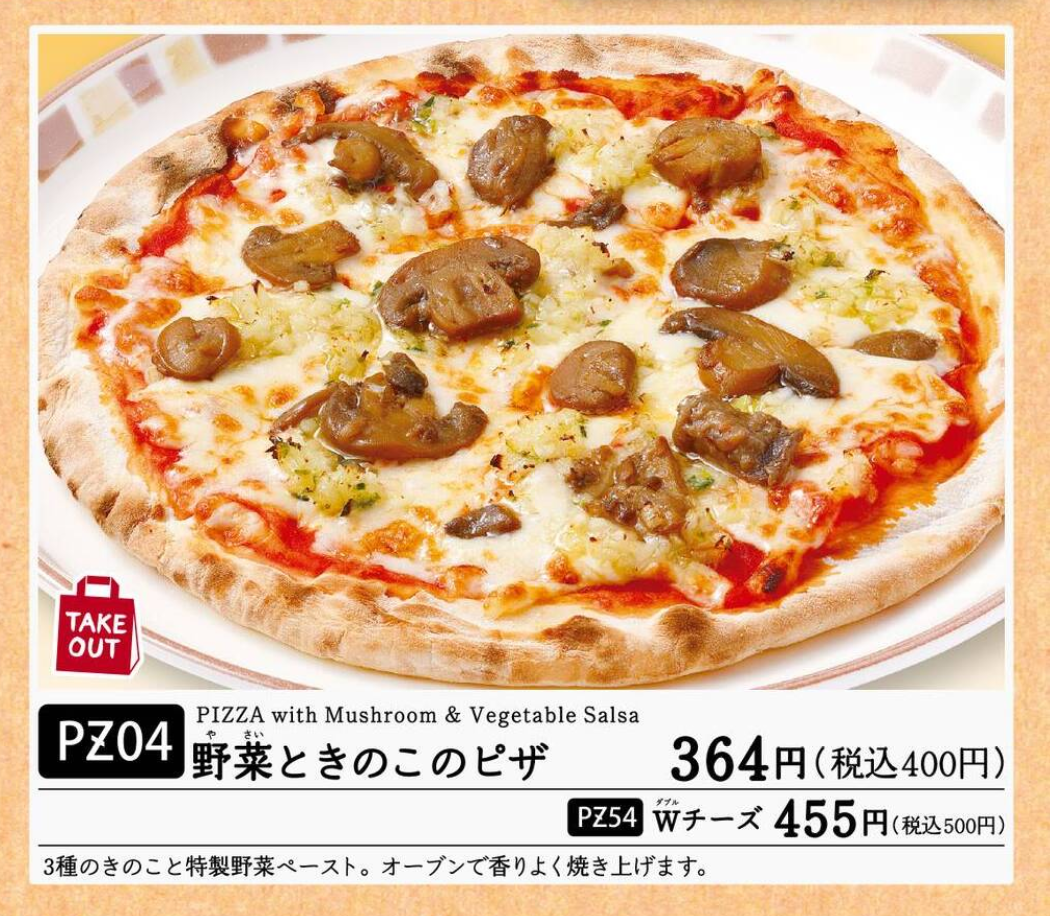 TAKE
OUT
PZ04
PIZZA with Mushroom & Vegetable Salsa
や さい
野菜ときのこのピザ 364円(税込400円)
ダブル
PZ54 Wチーズ 455円(税込500円)
3種のきのこと特製野菜ペースト。オーブンで香りよく焼き上げます。